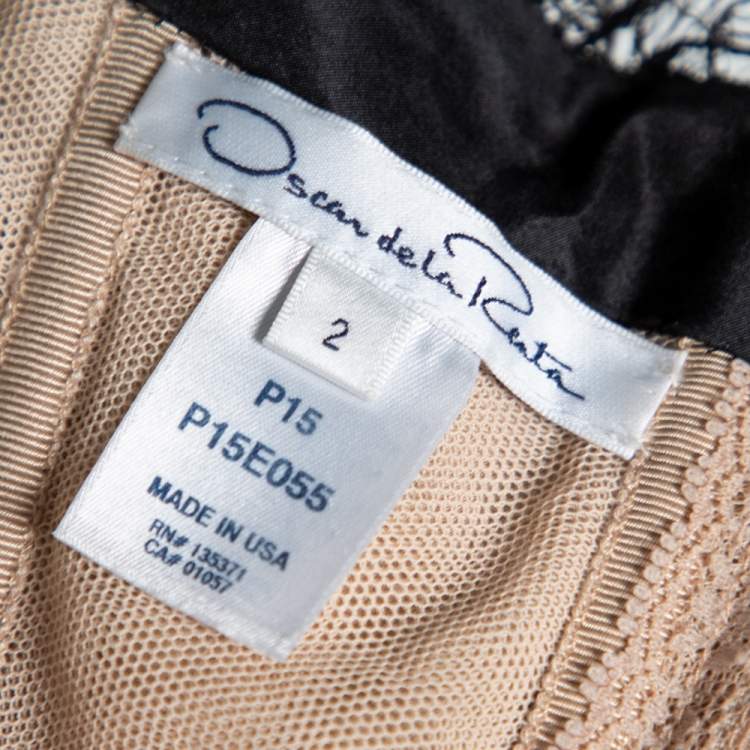 Oscar de la Renta
2
P15
P15E055
MADE IN USA
RN# 135371
CA# 01057